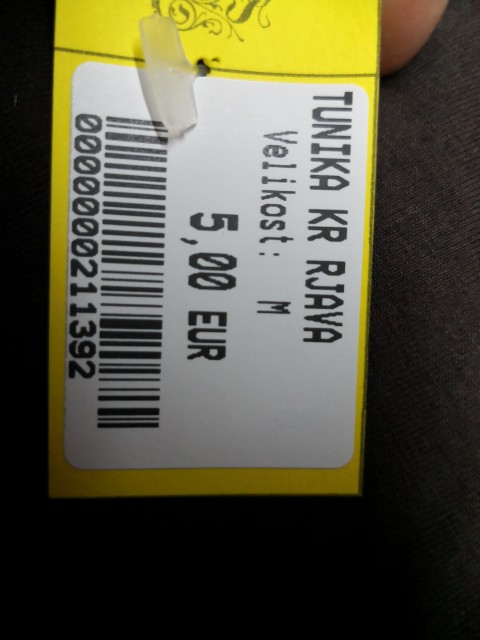 TUNIKA KR RJAVA
Velikost: M
5,00 EUR
0000000211392